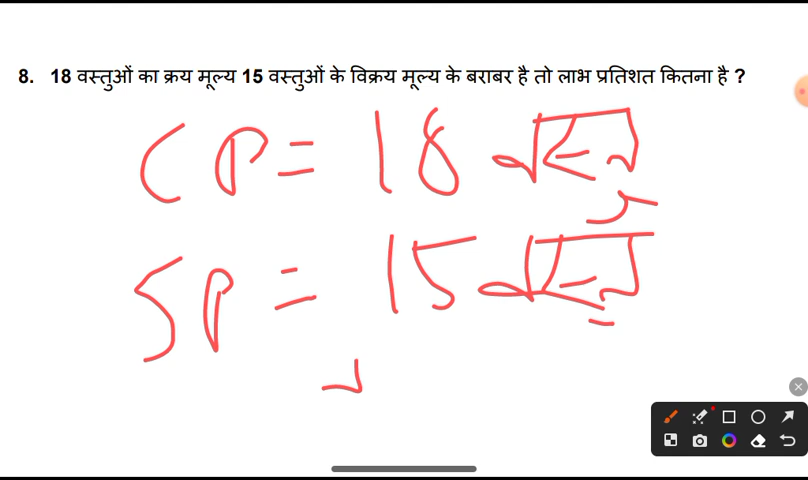 8. 18 वस्तुओं का क्रय मूल्य 15 वस्तुओं के विक्रय मूल्य के बराबर है तो लाभ प्रतिशत कितना है ?
CP = 18 वस्तु
SP = 15 वस्तु